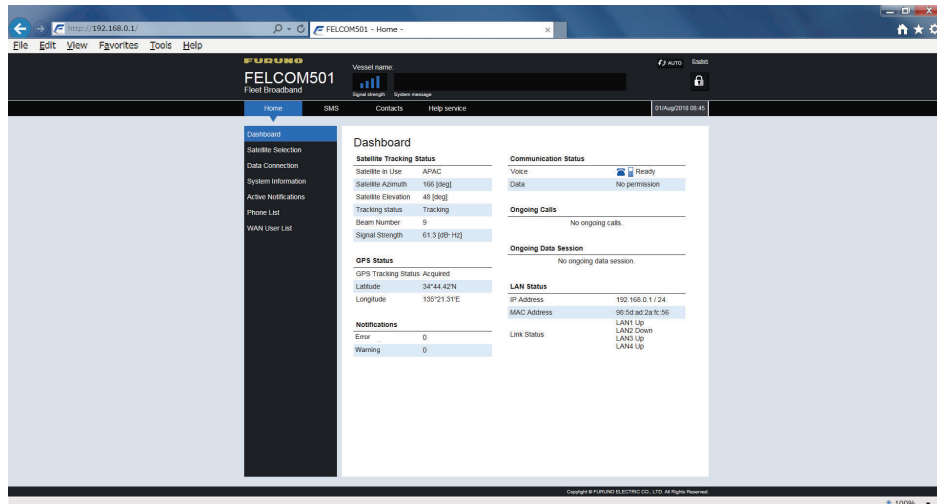 http://192.168.0.1/
FELCOM501 - Home -
File Edit View Favorites Tools Help
FURUNO
FELCOM501
Fleet Broadband
Vessel name:
Signal strength System message
AUTO English
Home SMS Contacts Help service 01/Aug/2016 08:45
Dashboard
Satellite Selection
Data Connection
System Information
Active Notifications
Phone List
WAN User List
Dashboard
Satellite Tracking Status
Satellite in Use APAC
Satellite Azimuth 166 [deg]
Satellite Elevation 48 [deg]
Tracking status Tracking
Beam Number 9
Signal Strength 61.3 [dB·Hz]
GPS Status
GPS Tracking Status Acquired
Latitude 34°44.42'N
Longitude 135°21.31'E
Notifications
Error 0
Warning 0
Communication Status
Voice Ready
Data No permission
Ongoing Calls
No ongoing calls.
Ongoing Data Session
No ongoing data session.
LAN Status
IP Address 192.168.0.1 / 24
MAC Address 98:5d:ad:2a:fc:56
Link Status
LAN1 Up
LAN2 Down
LAN3 Up
LAN4 Up
Copyright © FURUNO ELECTRIC CO., LTD. All Rights Reserved.
100%